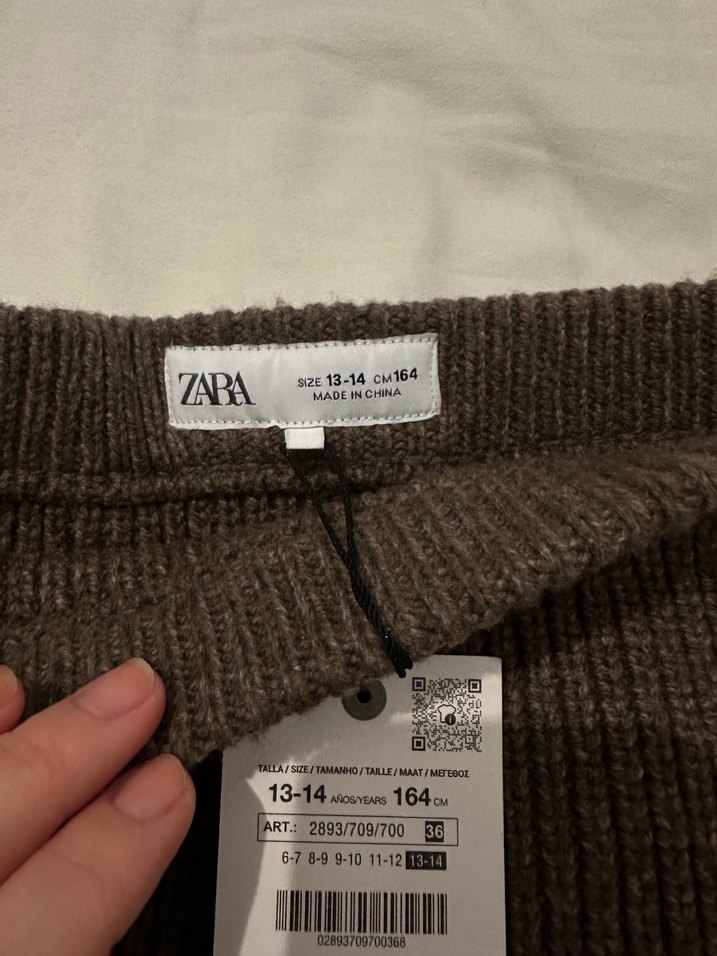 ZARA
SIZE 13-14 CM 164
MADE IN CHINA
TALLA / SIZE / TAMANHO / TAILLE / MAAT / ΜΕΓΕΘΟΣ
13-14 AÑOS/YEARS 164 CM
ART.: 2893/709/700 36
6-7 8-9 9-10 11-12 13-14
02893709700368